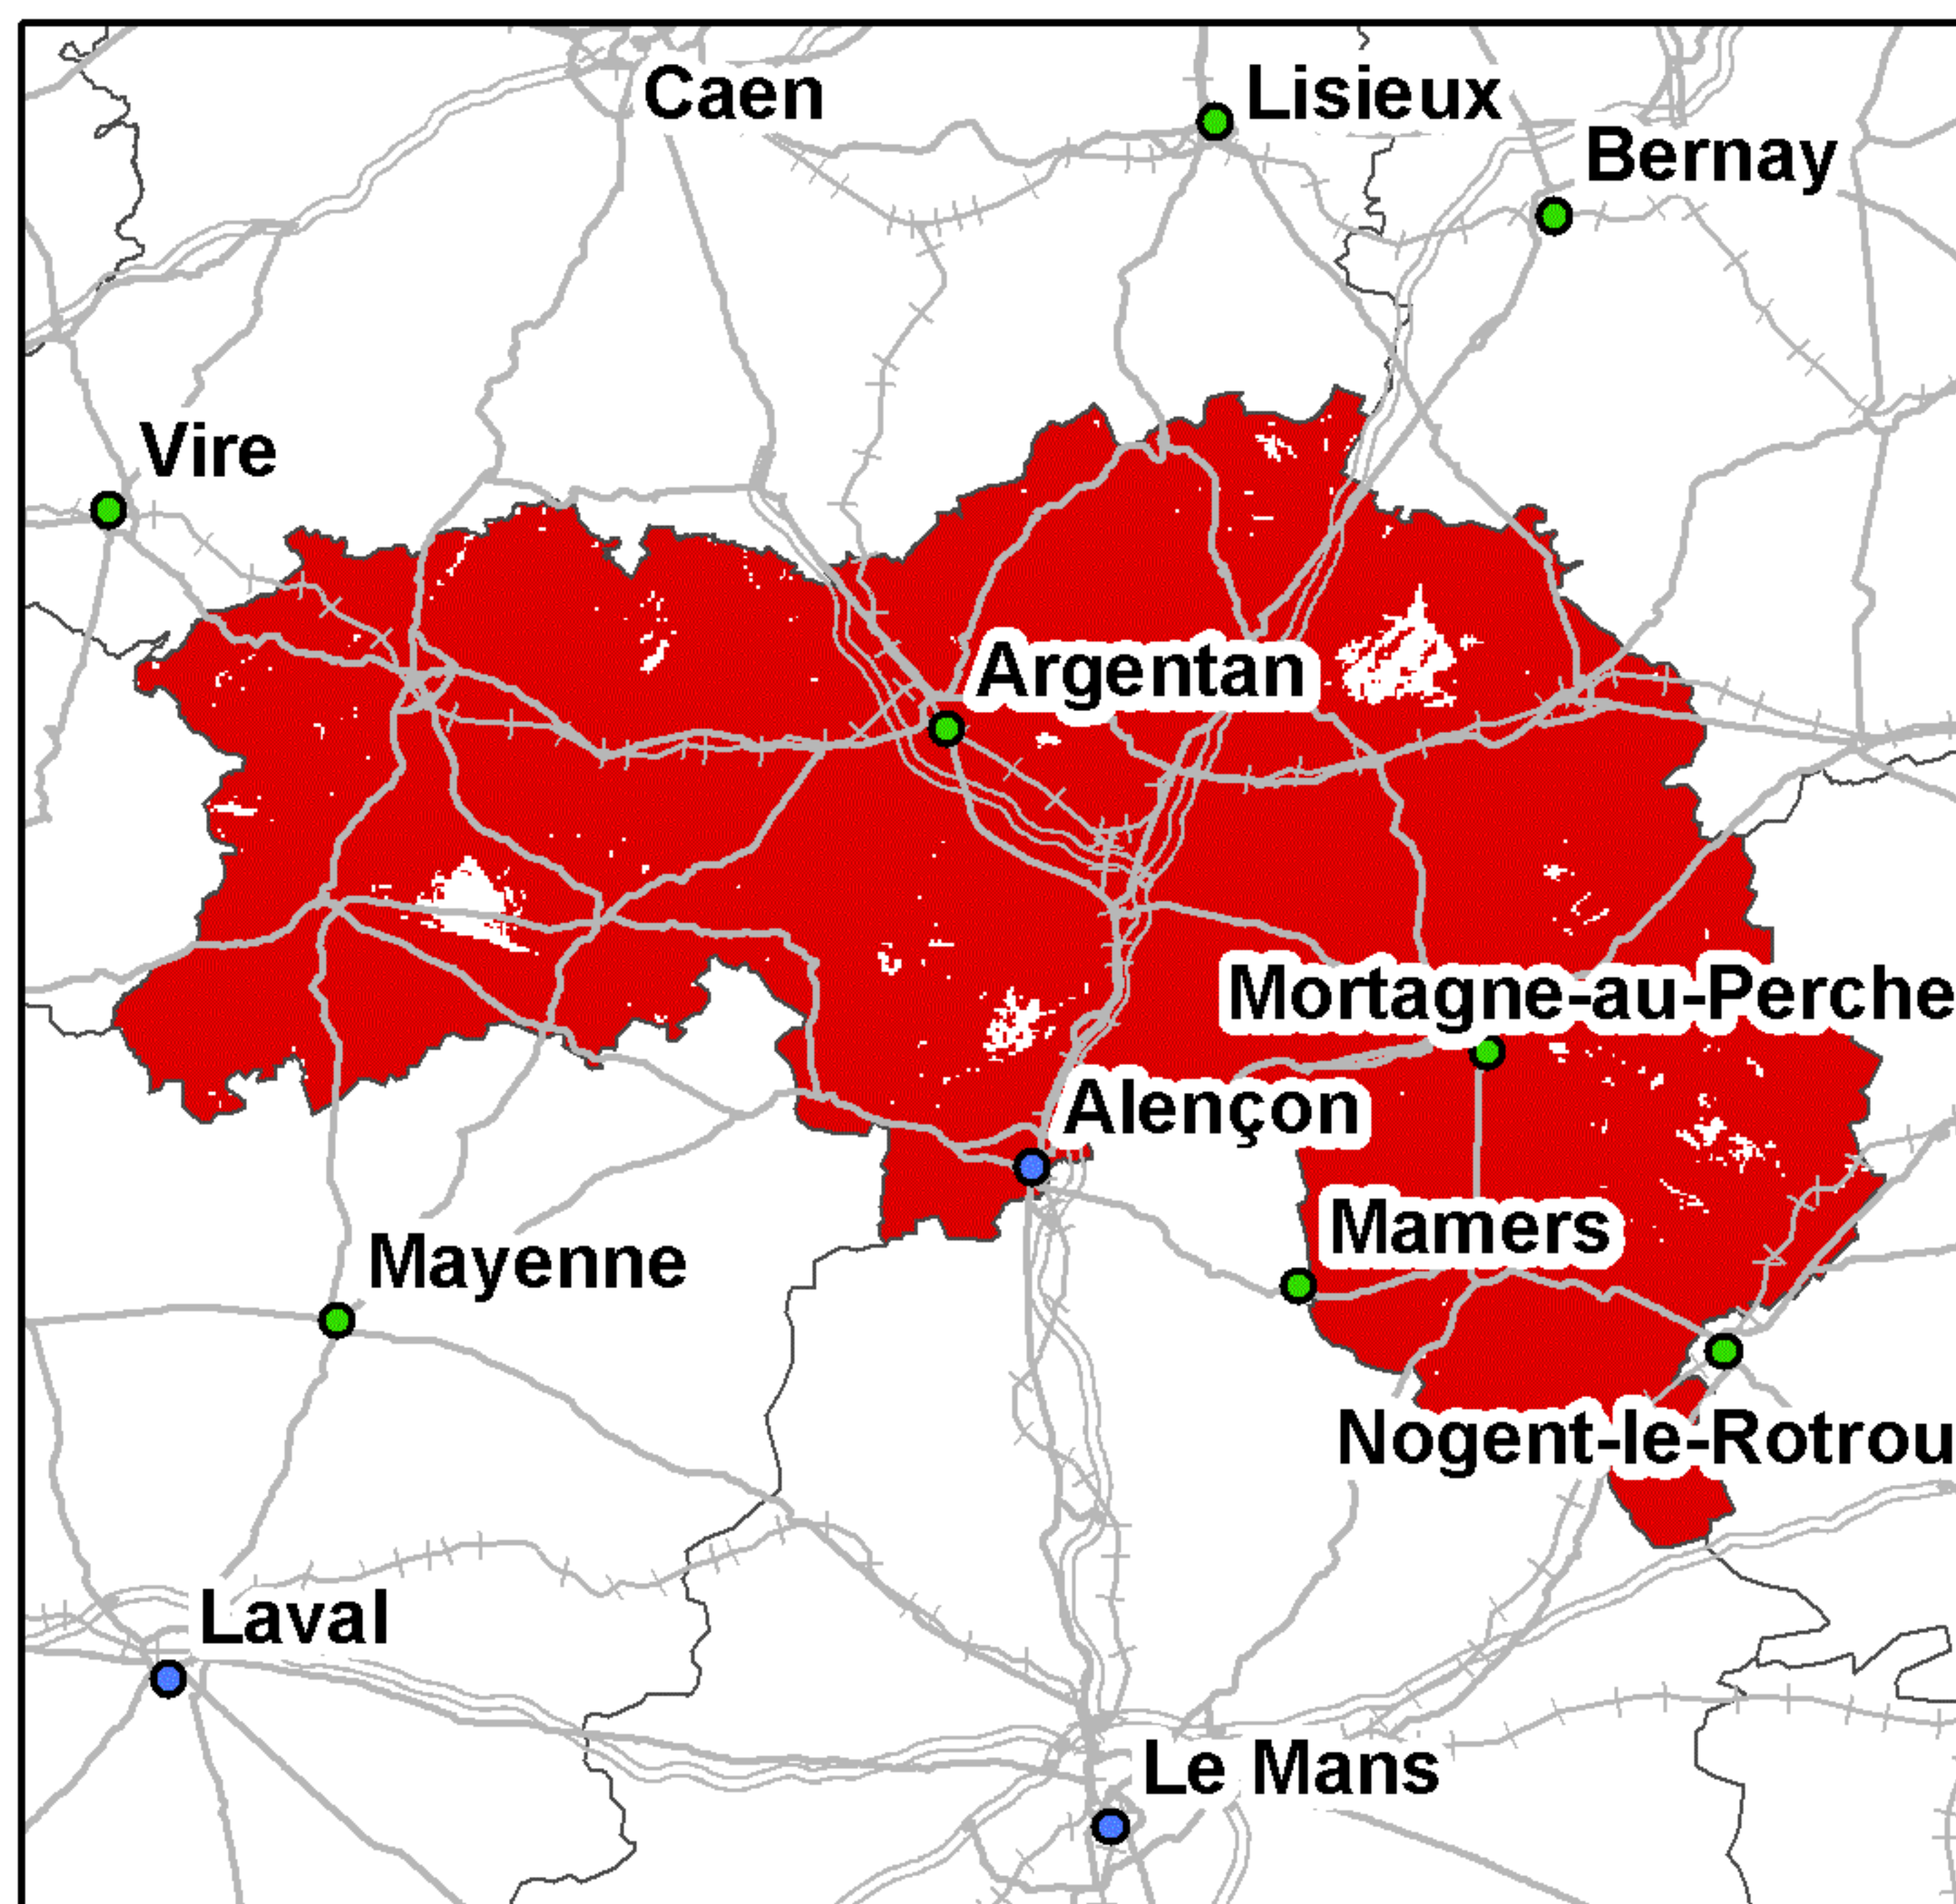 Caen
Lisieux
Bernay
Vire
Argentan
Mortagne-au-Perche
Alençon
Mamers
Mayenne
Nogent-le-Rotrou
Laval
Le Mans